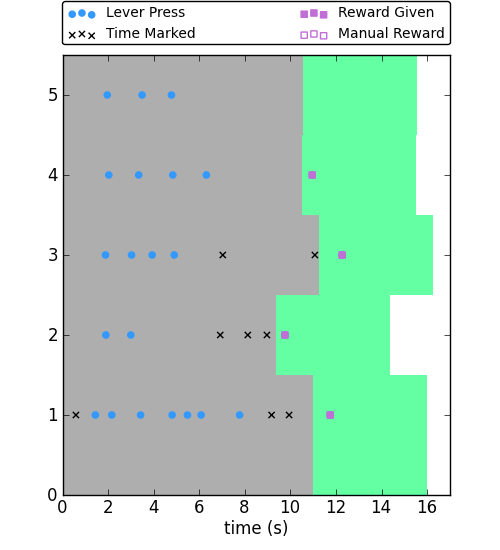 Lever Press
Reward Given
Time Marked
Manual Reward
5
4
3
2
1
0
0 2 4 6 8 10 12 14 16
time (s)